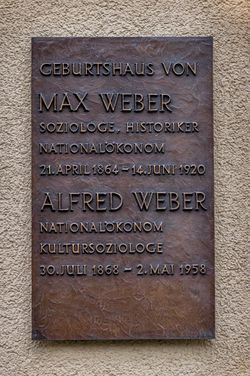 GEBURTSHAUS VON
MAX WEBER
SOZIOLOGE, HISTORIKER
NATIONALÖKONOM
21. APRIL 1864 – 14. JUNI 1920
ALFRED WEBER
NATIONALÖKONOM
KULTURSOZIOLOGE
30. JULI 1868 – 2. MAI 1958